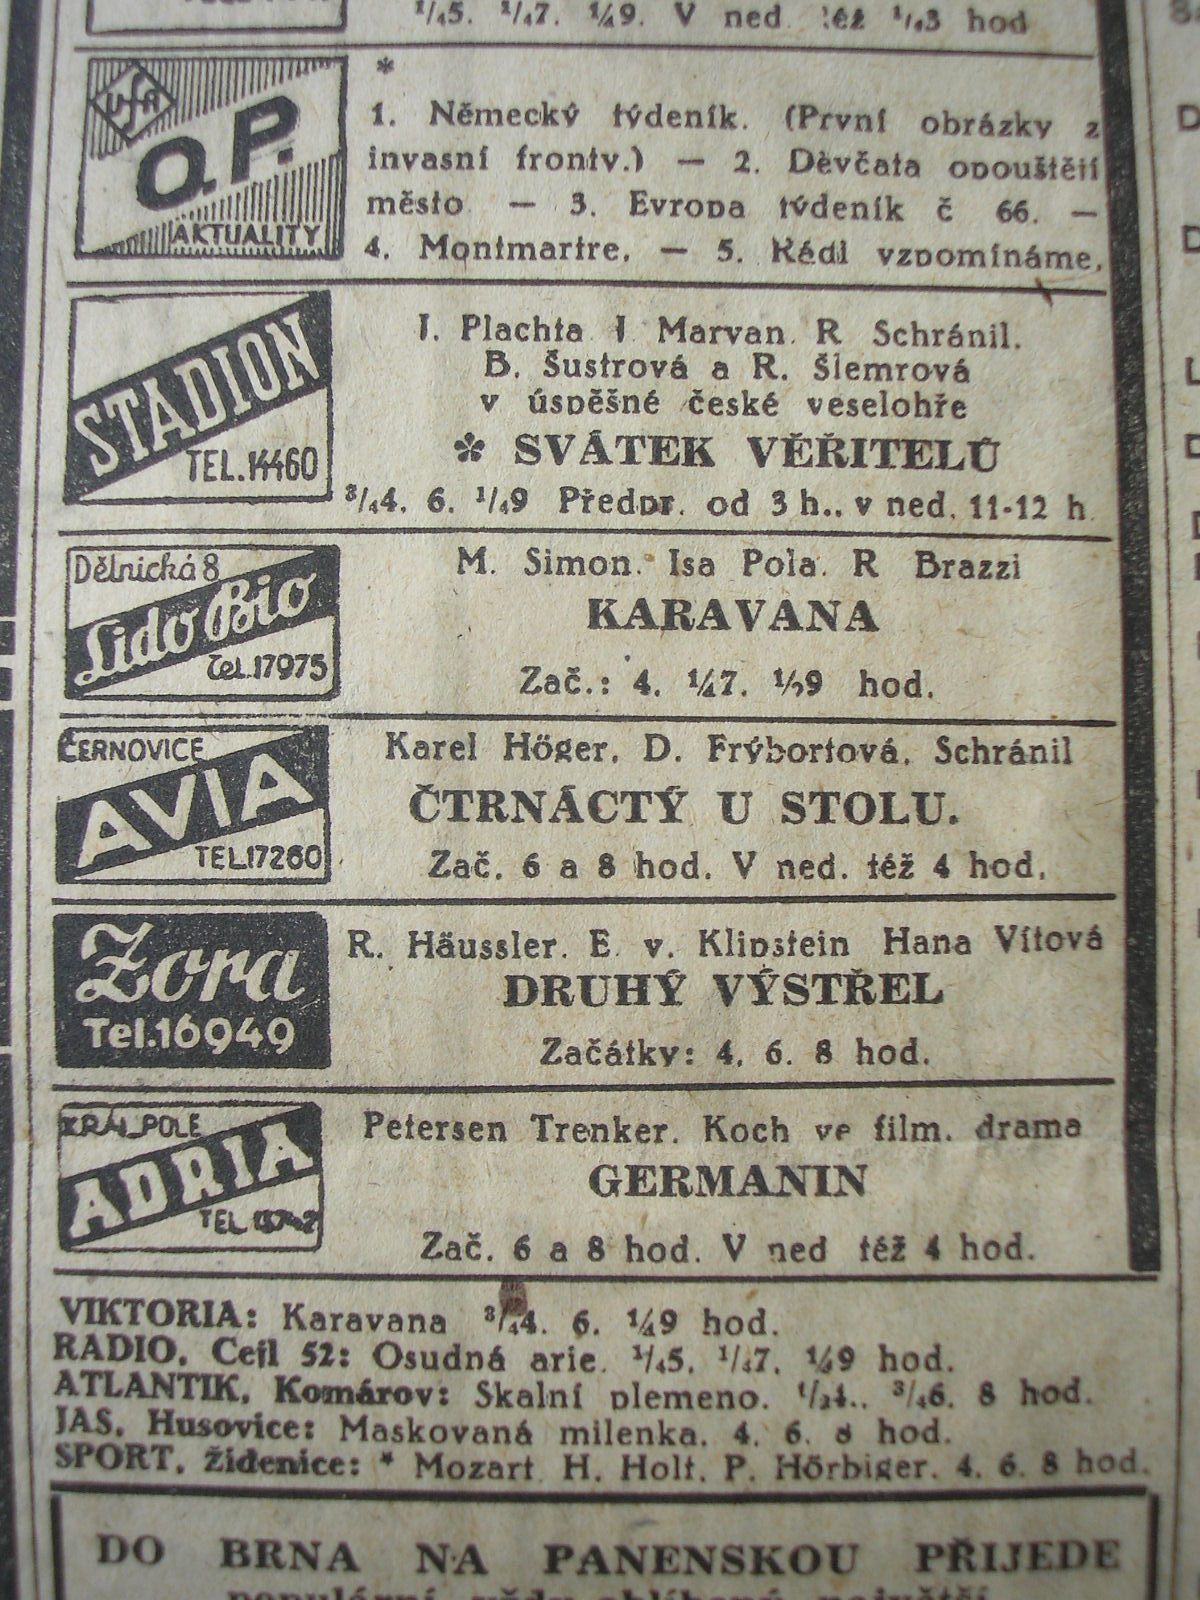 ¼5. ¼7. ¼9. V ned též ¼3 hod
Ufa
O.P.
AKTUALITY
*
1. Německý týdeník. (První obrázky z
invasní fronty.) — 2. Děvčata opouštějí
město — 3. Evropa týdeník č 66. —
4. Montmartre. — 5. Rádi vzpomínáme.
STADION
TEL. 14460
J. Plachta J. Marvan. R Schránil.
B. Šustrová a R. Šlemrová
v úspěšné české veselohře
* SVÁTEK VĚŘITELŮ
¾4. 6. ¼9 Předpr. od 3 h., v ned. 11-12 h.
Dělnická 8
Lido Bio
Tel. 17975
M. Simon. Isa Pola. R Brazzi
KARAVANA
Zač.: 4. ¼7. ½9 hod.
ČERNOVICE
AVIA
TEL.17260
Karel Höger, D. Frýbortová, Schránil
ČTRNÁCTÝ U STOLU.
Zač. 6 a 8 hod. V ned. též 4 hod.
Zora
Tel.16949
R. Häussler. E. v. Klipstein Hana Vítová
DRUHÝ VÝSTŘEL
Začátky: 4. 6. 8 hod.
KRÁL. POLE
ADRIA
TEL
Petersen Trenker. Koch ve film. drama
GERMANIN
Zač. 6 a 8 hod. V ned též 4 hod.
VIKTORIA: Karavana ¾4. 6. ¼9 hod.
RADIO, Cejl 52: Osudná arie. ¼5. ¼7. ¼9 hod.
ATLANTIK, Komárov: Skalní plemeno. ½4.. ¾6. 8 hod.
JAS, Husovice: Maskovaná milenka. 4. 6. 8 hod.
SPORT, Židenice: * Mozart H. Holt. P. Hörbiger. 4. 6. 8 hod.
DO BRNA NA PANENSKOU PŘIJEDE